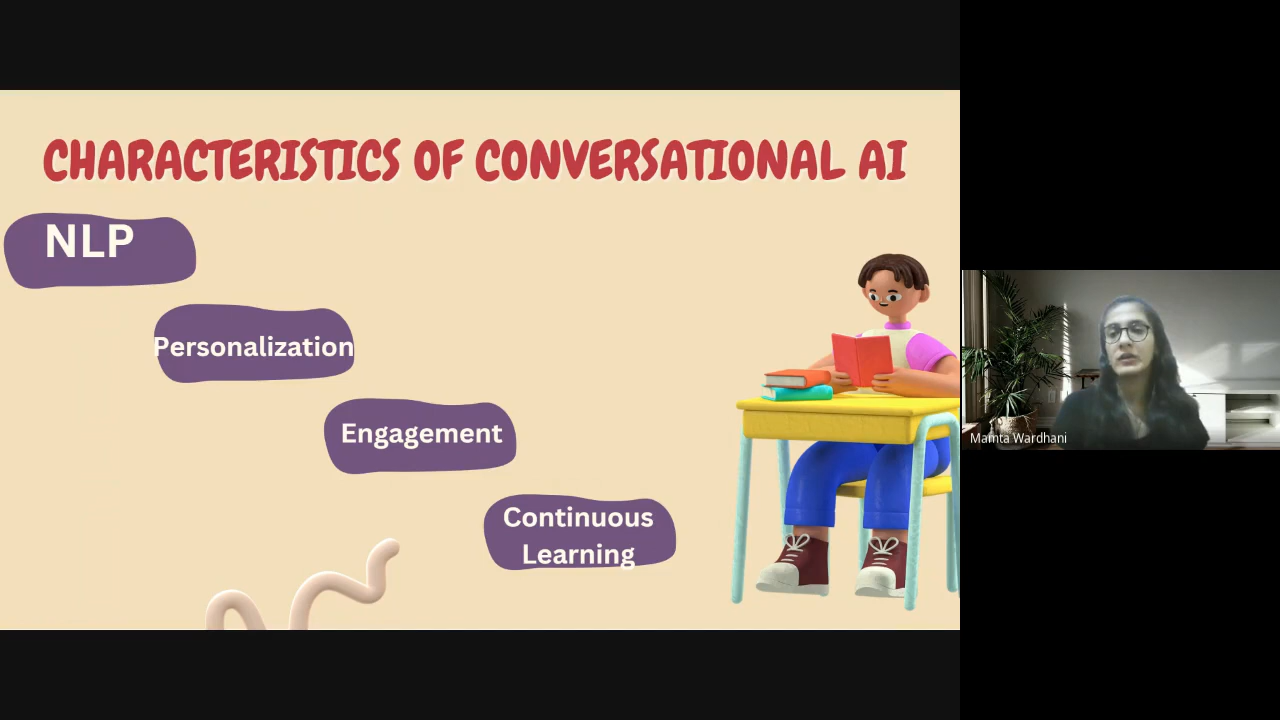 CHARACTERISTICS OF CONVERSATIONAL AI
NLP
Personalization
Engagement
Continuous
Learning
Mamta Wardhani